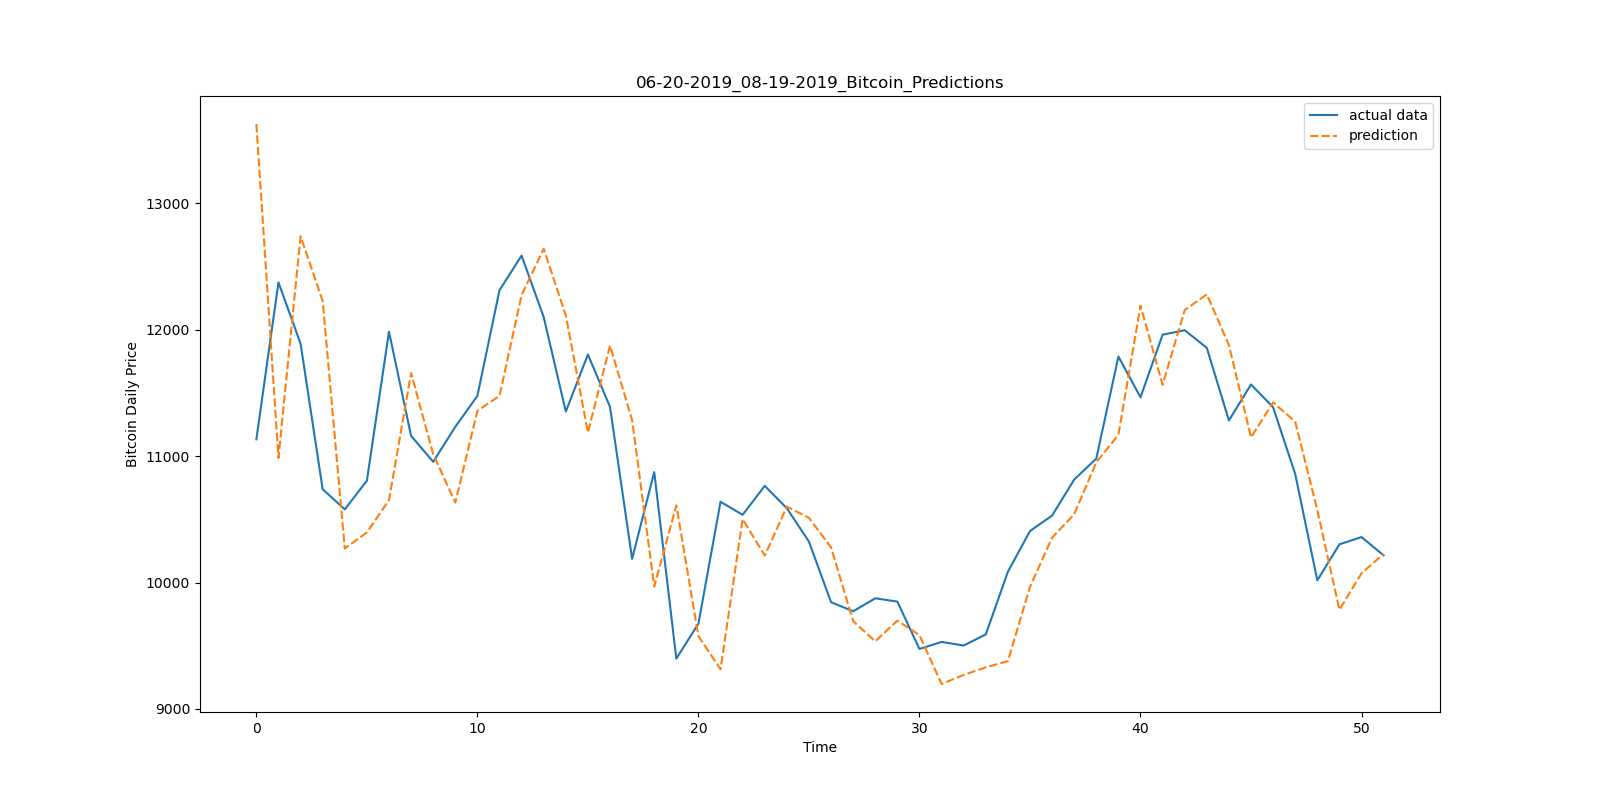 06-20-2019_08-19-2019_Bitcoin_Predictions
actual data
prediction
Bitcoin Daily Price
13000
12000
11000
10000
9000
0 10 20 30 40 50
Time